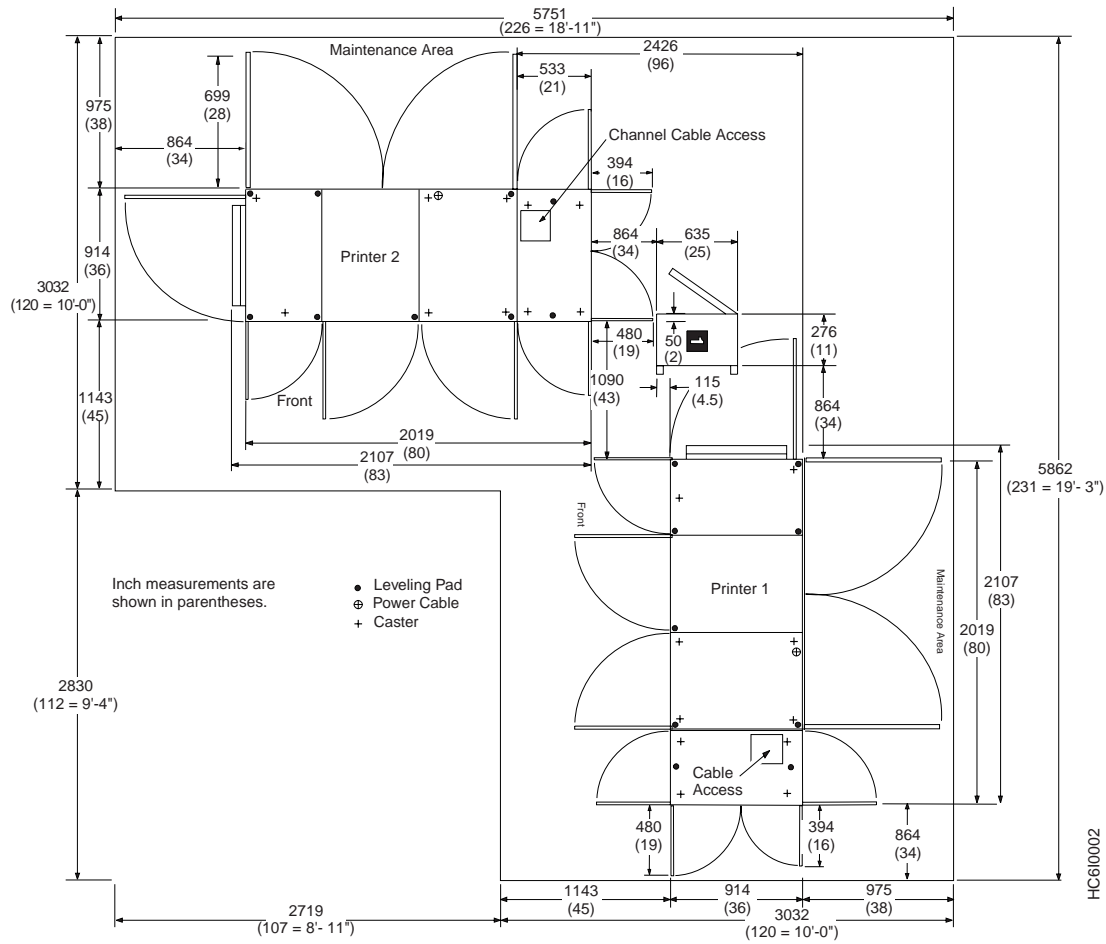 5751
(226 = 18'-11")
Maintenance Area
2426
(96)
533
(21)
699
(28)
975
(38)
864
(34)
Channel Cable Access
394
(16)
914
(36)
Printer 2
864
(34)
635
(25)
3032
(120 = 10'-0")
480
(19)
50
(2)
1
276
(11)
1090
(43)
115
(4.5)
1143
(45)
Front
864
(34)
2019
(80)
2107
(83)
5862
(231 = 19'- 3")
Front
Inch measurements are
shown in parentheses.
Leveling Pad
Power Cable
Caster
Printer 1
Maintenance Area
2107
(83)
2019
(80)
2830
(112 = 9'-4")
Cable
Access
480
(19)
394
(16)
864
(34)
HC6I0002
1143
(45)
914
(36)
975
(38)
2719
(107 = 8'- 11")
3032
(120 = 10'-0")